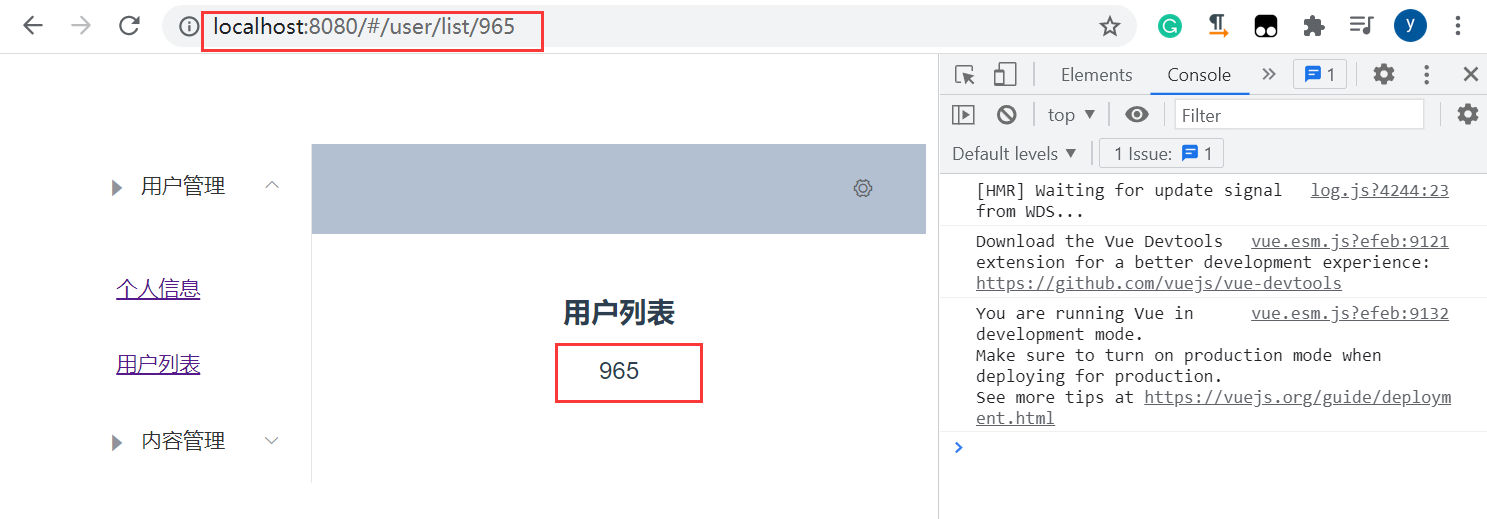 localhost:8080/#/user/list/965
y
Elements Console 1
top Filter
Default levels 1 Issue: 1
用户管理
个人信息
用户列表
内容管理
用户列表
965
[HMR] Waiting for update signal log.js?4244:23
from WDS...
Download the Vue Devtools vue.esm.js?efeb:9121
extension for a better development experience:
https://github.com/vuejs/vue-devtools
You are running Vue in vue.esm.js?efeb:9132
development mode.
Make sure to turn on production mode when
deploying for production.
See more tips at https://vuejs.org/guide/deploym
ent.html